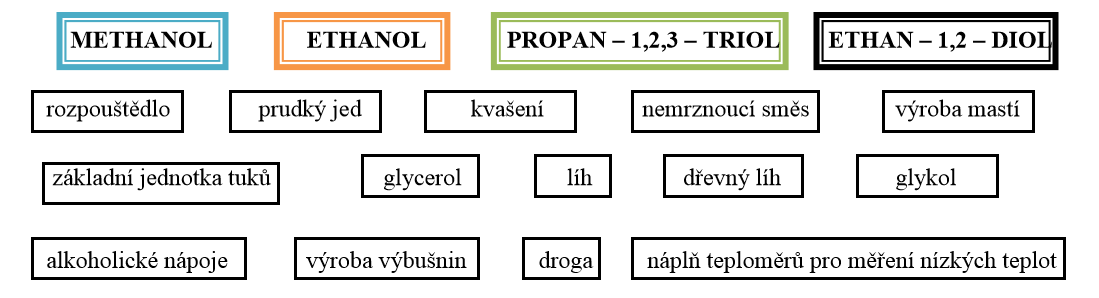 METHANOL ETHANOL PROPAN – 1,2,3 – TRIOL ETHAN – 1,2 – DIOL
rozpouštědlo prudký jed kvašení nemrznoucí směs výroba mastí
základní jednotka tuků glycerol líh dřevný líh glykol
alkoholické nápoje výroba výbušnin droga náplň teploměrů pro měření nízkých teplot